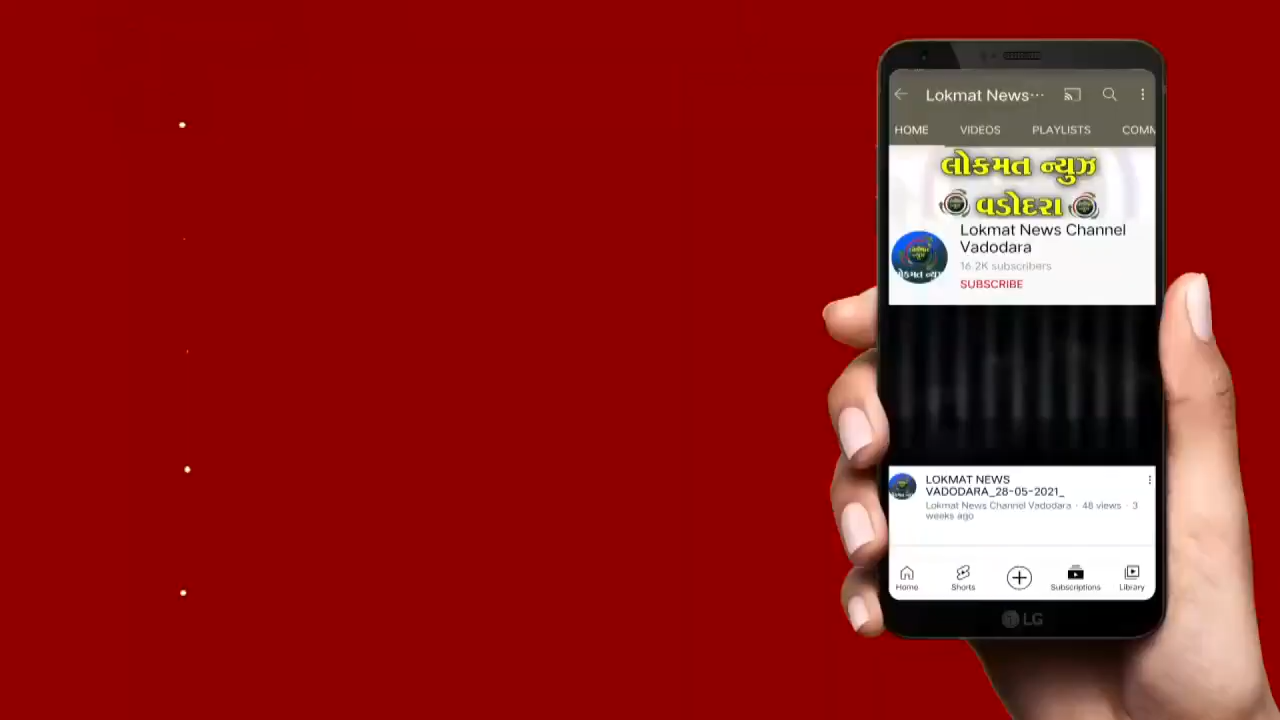 Lokmat News...
HOME VIDEOS PLAYLISTS COMM
લોકમત ન્યુઝ
વડોદરા
Lokmat News Channel
Vadodara
16.2K subscribers
SUBSCRIBE
LOKMAT NEWS
VADODARA_28-05-2021_
Lokmat News Channel Vadodara · 48 views · 3
weeks ago
Home Shorts Subscriptions Library
LG